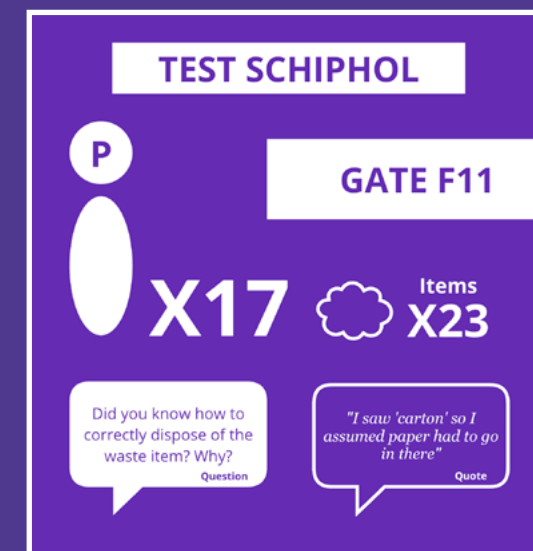 TEST SCHIPHOL
P
GATE F11
X17
Items
X23
Did you know how to
correctly dispose of the
waste item? Why?
Question
"I saw 'carton' so I
assumed paper had to go
in there"
Quote